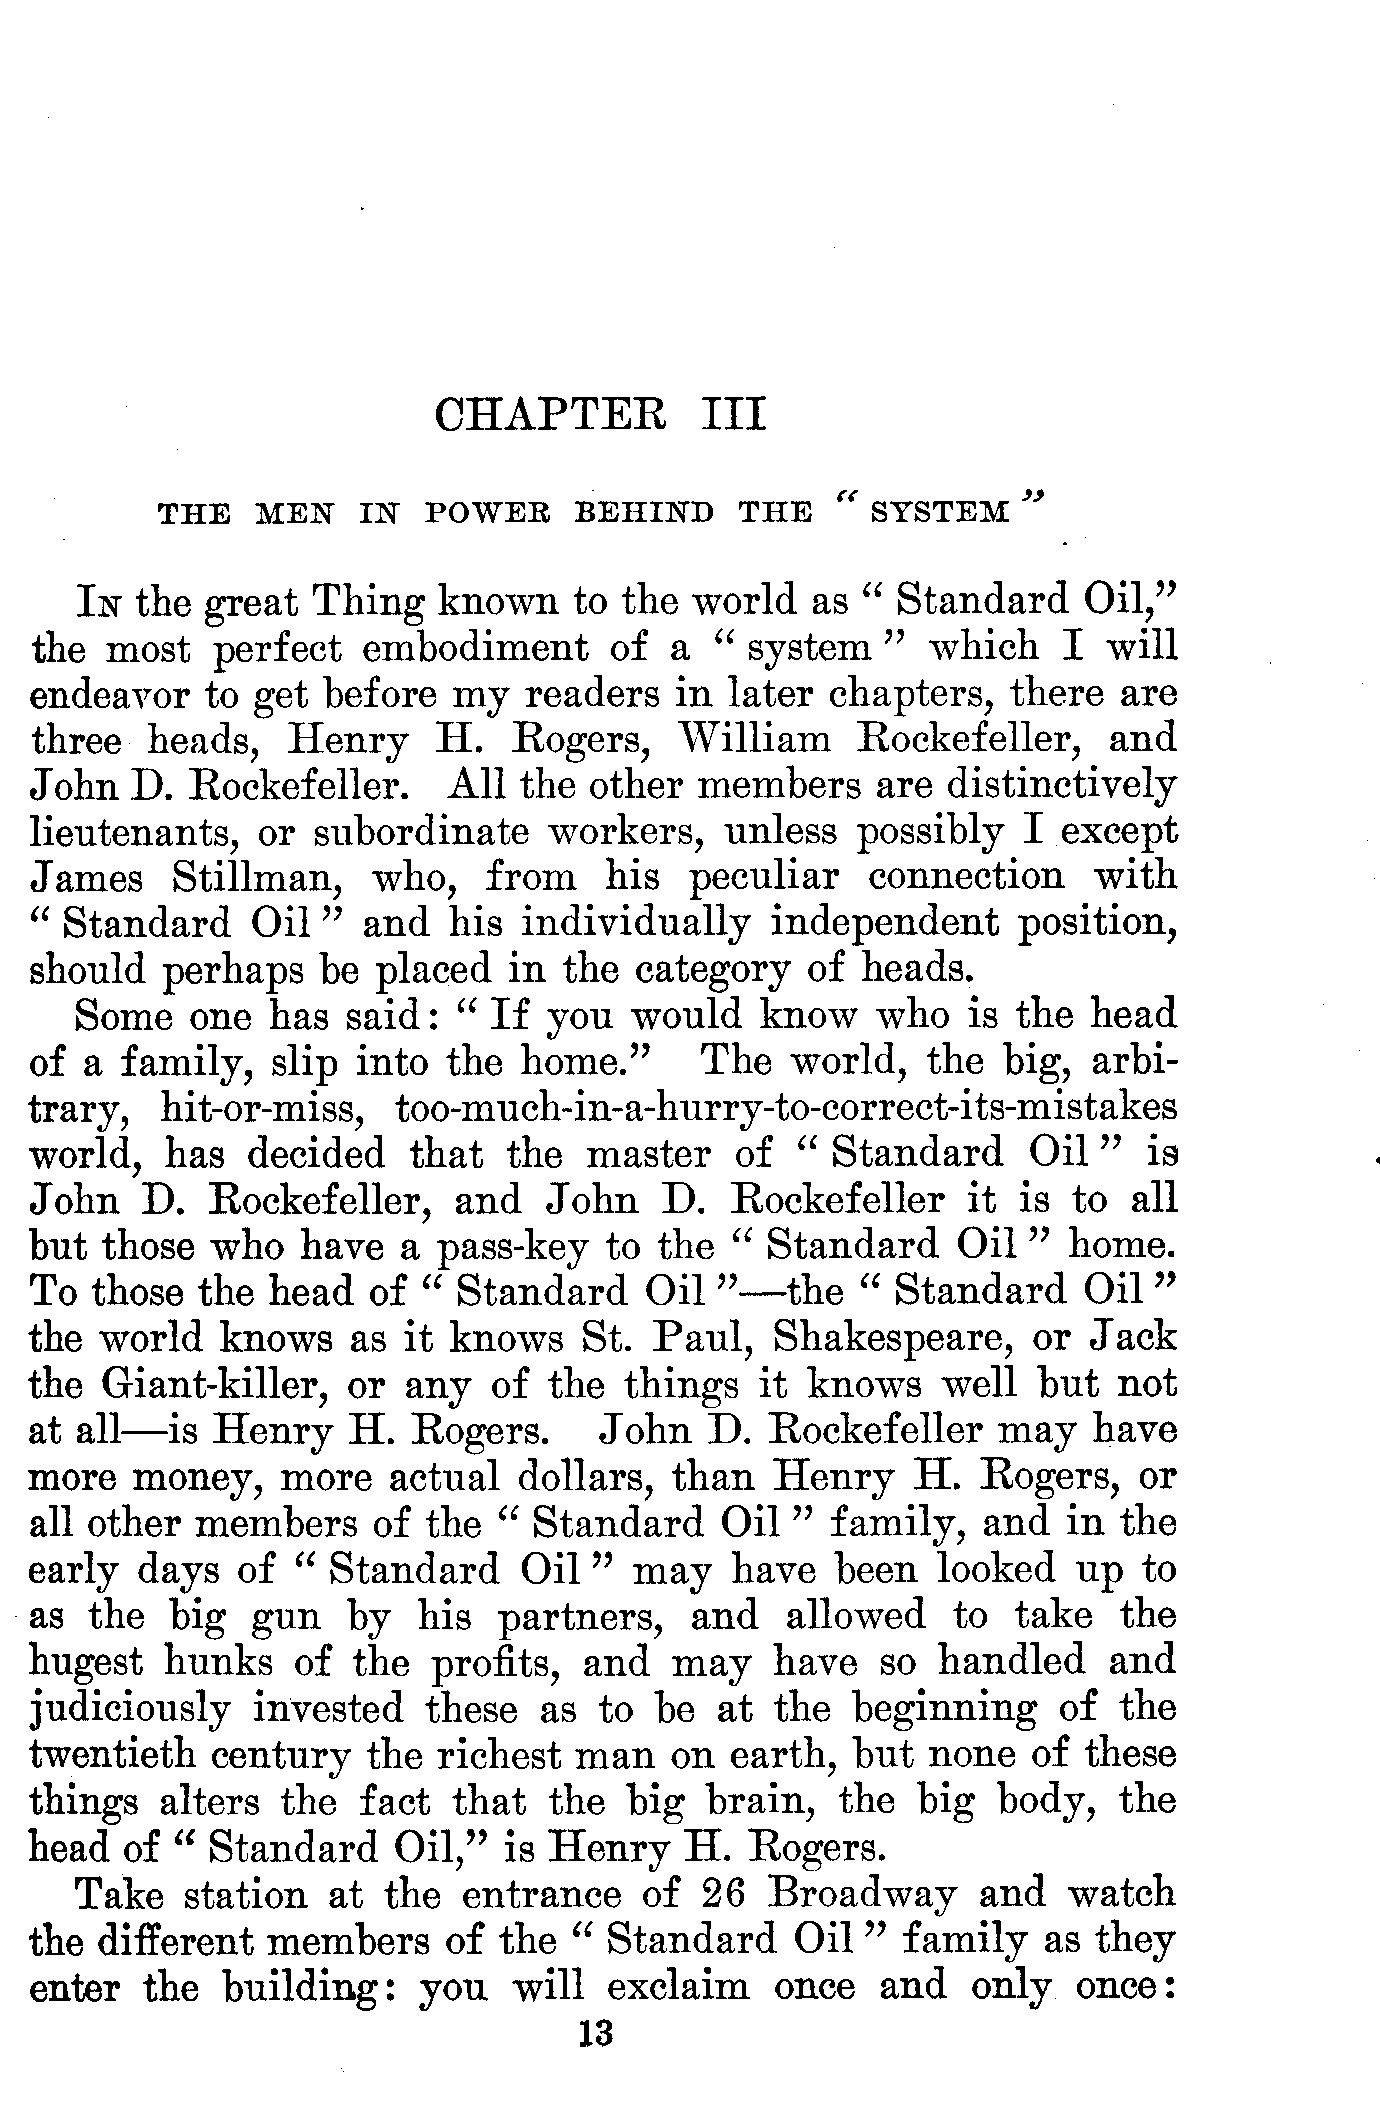 CHAPTER III
THE MEN IN POWER BEHIND THE “ SYSTEM ”
In the great Thing known to the world as “ Standard Oil,”
the most perfect embodiment of a “ system ” which I will
endeavor to get before my readers in later chapters, there are
three heads, Henry H. Rogers, William Rockefeller, and
John D. Rockefeller. All the other members are distinctively
lieutenants, or subordinate workers, unless possibly I except
James Stillman, who, from his peculiar connection with
“ Standard Oil ” and his individually independent position,
should perhaps be placed in the category of heads.
Some one has said: “ If you would know who is the head
of a family, slip into the home.” The world, the big, arbi-
trary, hit-or-miss, too-much-in-a-hurry-to-correct-its-mistakes
world, has decided that the master of “ Standard Oil ” is
John D. Rockefeller, and John D. Rockefeller it is to all
but those who have a pass-key to the “ Standard Oil ” home.
To those the head of “ Standard Oil ”—the “ Standard Oil ”
the world knows as it knows St. Paul, Shakespeare, or Jack
the Giant-killer, or any of the things it knows well but not
at all—is Henry H. Rogers. John D. Rockefeller may have
more money, more actual dollars, than Henry H. Rogers, or
all other members of the “ Standard Oil ” family, and in the
early days of “ Standard Oil ” may have been looked up to
as the big gun by his partners, and allowed to take the
hugest hunks of the profits, and may have so handled and
judiciously invested these as to be at the beginning of the
twentieth century the richest man on earth, but none of these
things alters the fact that the big brain, the big body, the
head of “ Standard Oil,” is Henry H. Rogers.
Take station at the entrance of 26 Broadway and watch
the different members of the “ Standard Oil ” family as they
enter the building: you will exclaim once and only once:
13